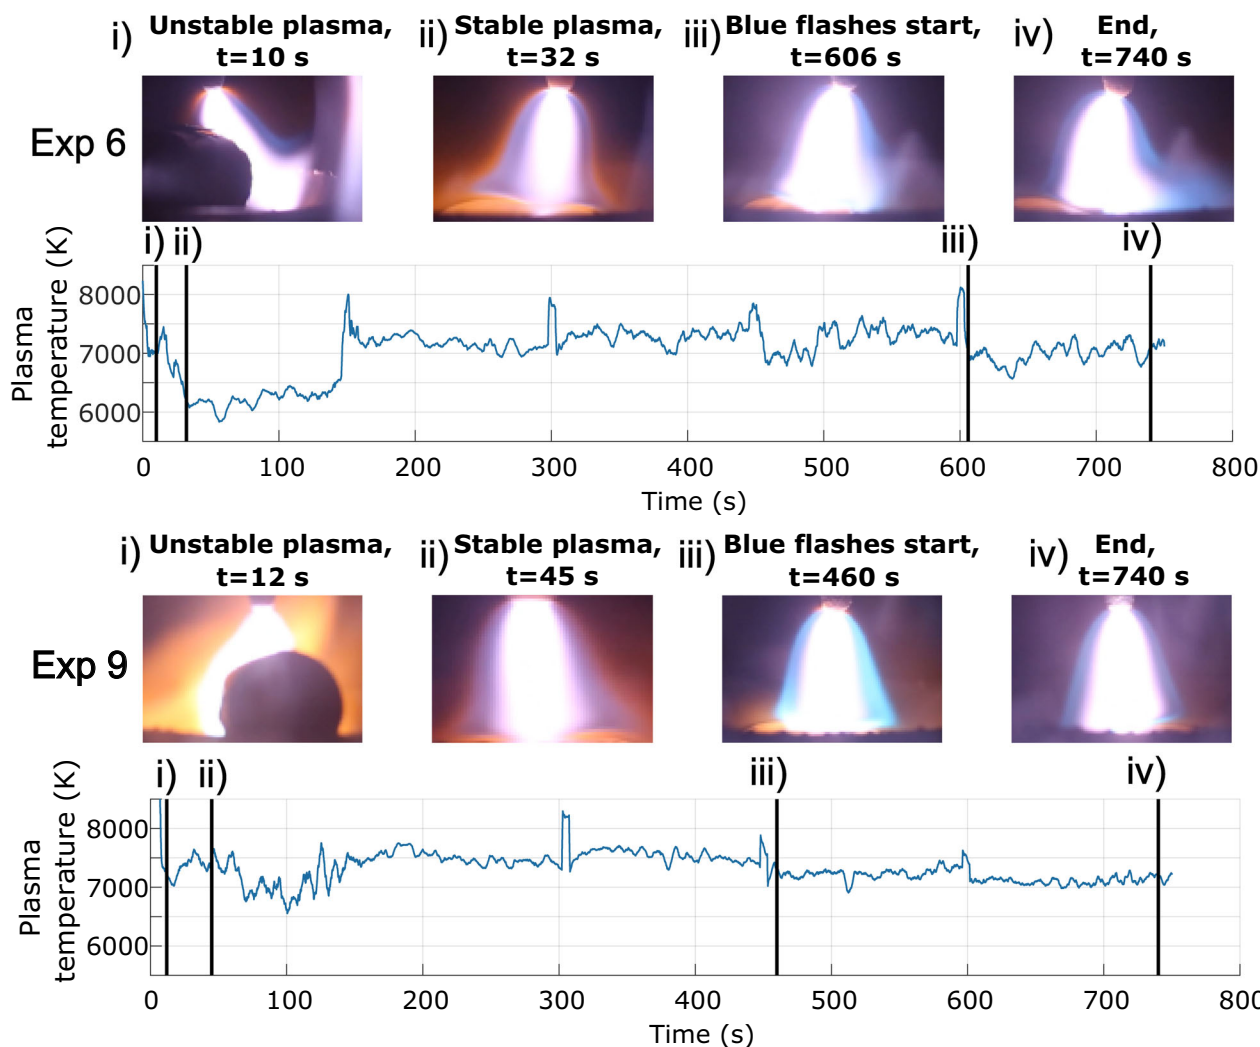 i) Unstable plasma, t=10 s
ii) Stable plasma, t=32 s
iii) Blue flashes start, t=606 s
iv) End, t=740 s
Exp 6
i) ii) iii) iv)
Plasma temperature (K)
8000
7000
6000
0 100 200 300 400 500 600 700 800
Time (s)
i) Unstable plasma, t=12 s
ii) Stable plasma, t=45 s
iii) Blue flashes start, t=460 s
iv) End, t=740 s
Exp 9
i) ii) iii) iv)
Plasma temperature (K)
8000
7000
6000
0 100 200 300 400 500 600 700 800
Time (s)